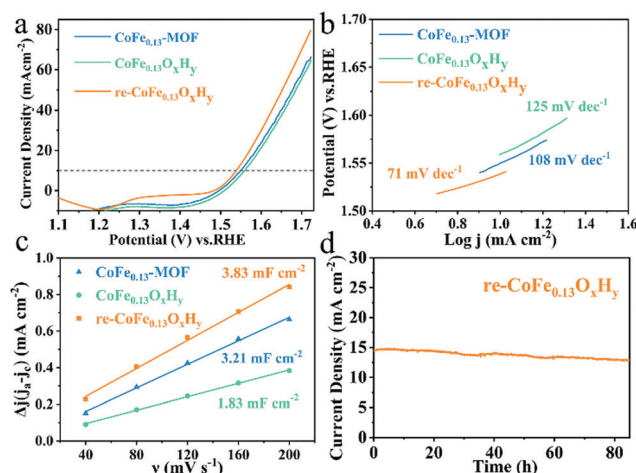 a
CoFe0.13-MOF
CoFe0.13OxHy
re-CoFe0.13OxHy
Current Density (mAcm-2)
80
60
40
20
0
1.1 1.2 1.3 1.4 1.5 1.6 1.7
Potential (V) vs.RHE
b
CoFe0.13-MOF
CoFe0.13OxHy
re-CoFe0.13OxHy
125 mV dec-1
108 mV dec-1
71 mV dec-1
Potential (V) vs.RHE
1.70
1.65
1.60
1.55
1.50
0.4 0.6 0.8 1.0 1.2 1.4 1.6
Log j (mA cm-2)
c
CoFe0.13-MOF
CoFe0.13OxHy
re-CoFe0.13OxHy
3.83 mF cm-2
3.21 mF cm-2
1.83 mF cm-2
Δj(ja-jc) (mA cm-2)
1.0
0.8
0.6
0.4
0.2
0.0
40 80 120 160 200
v (mV s-1)
d
re-CoFe0.13OxHy
Current Density (mA cm-2)
30
25
20
15
10
5
0
0 20 40 60 80
Time (h)